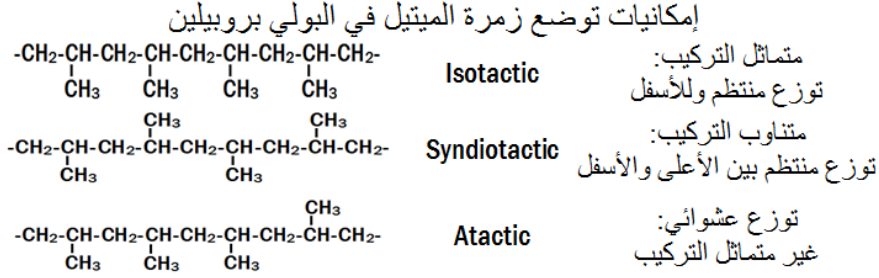 إمكانيات توضع زمرة الميتيل في البولي بروبيلين
-CH₂-CH-CH₂-CH-CH₂-CH-CH₂-CH-CH₂-
CH₃ CH₃ CH₃ CH₃
Isotactic
متماثل التركيب:
توزع منتظم وللأسفل
CH₃ CH₃
-CH₂-CH-CH₂-CH-CH₂-CH-CH₂-CH-CH₂-
CH₃ CH₃
Syndiotactic
متناوب التركيب:
توزع منتظم بين الأعلى والأسفل
CH₃
-CH₂-CH-CH₂-CH-CH₂-CH-CH₂-CH-CH₂-
CH₃ CH₃ CH₃
Atactic
توزع عشوائي:
غير متماثل التركيب